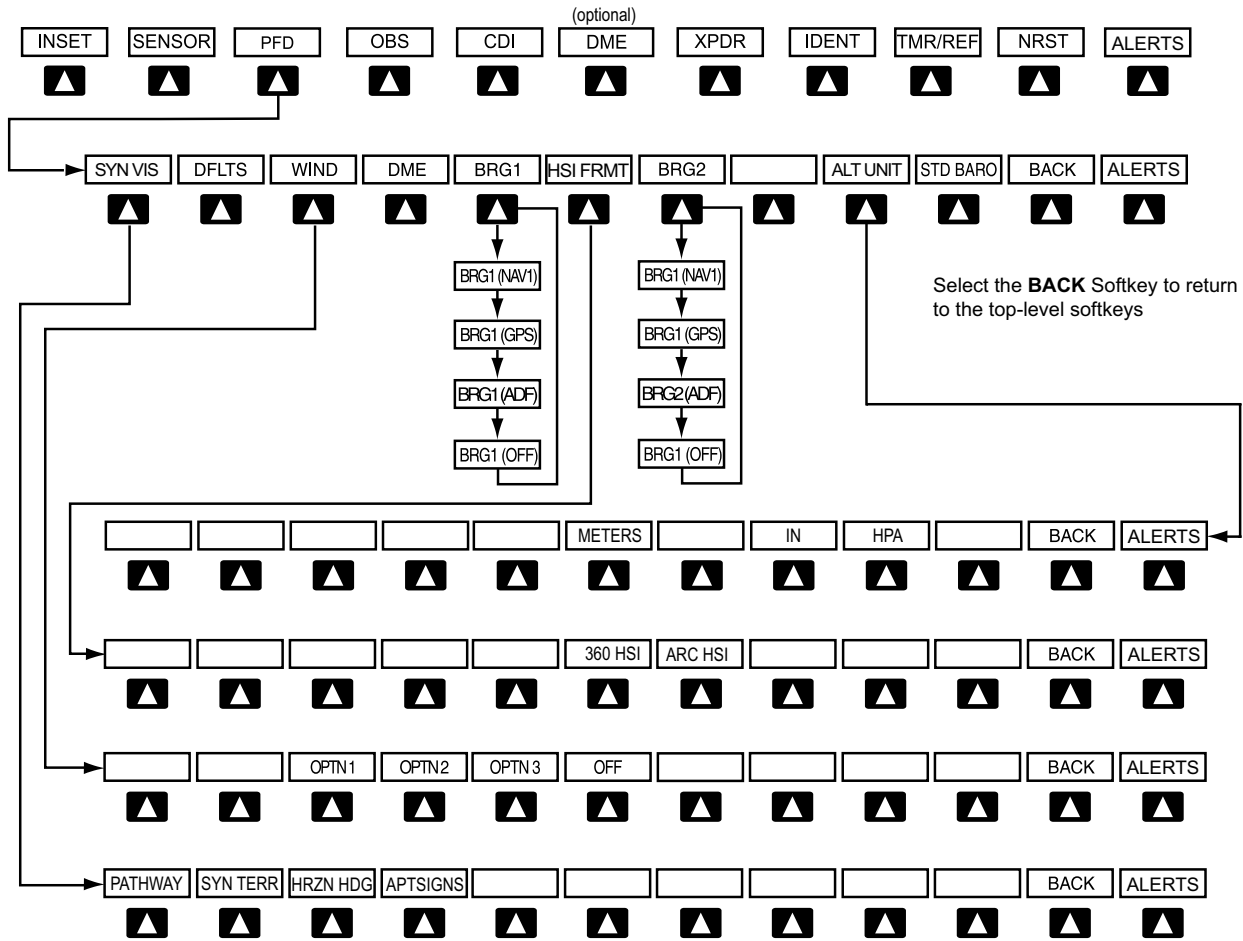 (optional)
INSET SENSOR PFD OBS CDI DME XPDR IDENT TMR/REF NRST ALERTS
SYN VIS DFLTS WIND DME BRG1 HSI FRMT BRG2 ALT UNIT STD BARO BACK ALERTS
BRG1 (NAV1) BRG1 (NAV1)
BRG1 (GPS) BRG1 (GPS)
BRG1 (ADF) BRG2 (ADF)
BRG1 (OFF) BRG1 (OFF)
Select the BACK Softkey to return
to the top-level softkeys
METERS IN HPA BACK ALERTS
360 HSI ARC HSI BACK ALERTS
OPTN 1 OPTN 2 OPTN 3 OFF BACK ALERTS
PATHWAY SYN TERR HRZN HDG APTSIGNS BACK ALERTS